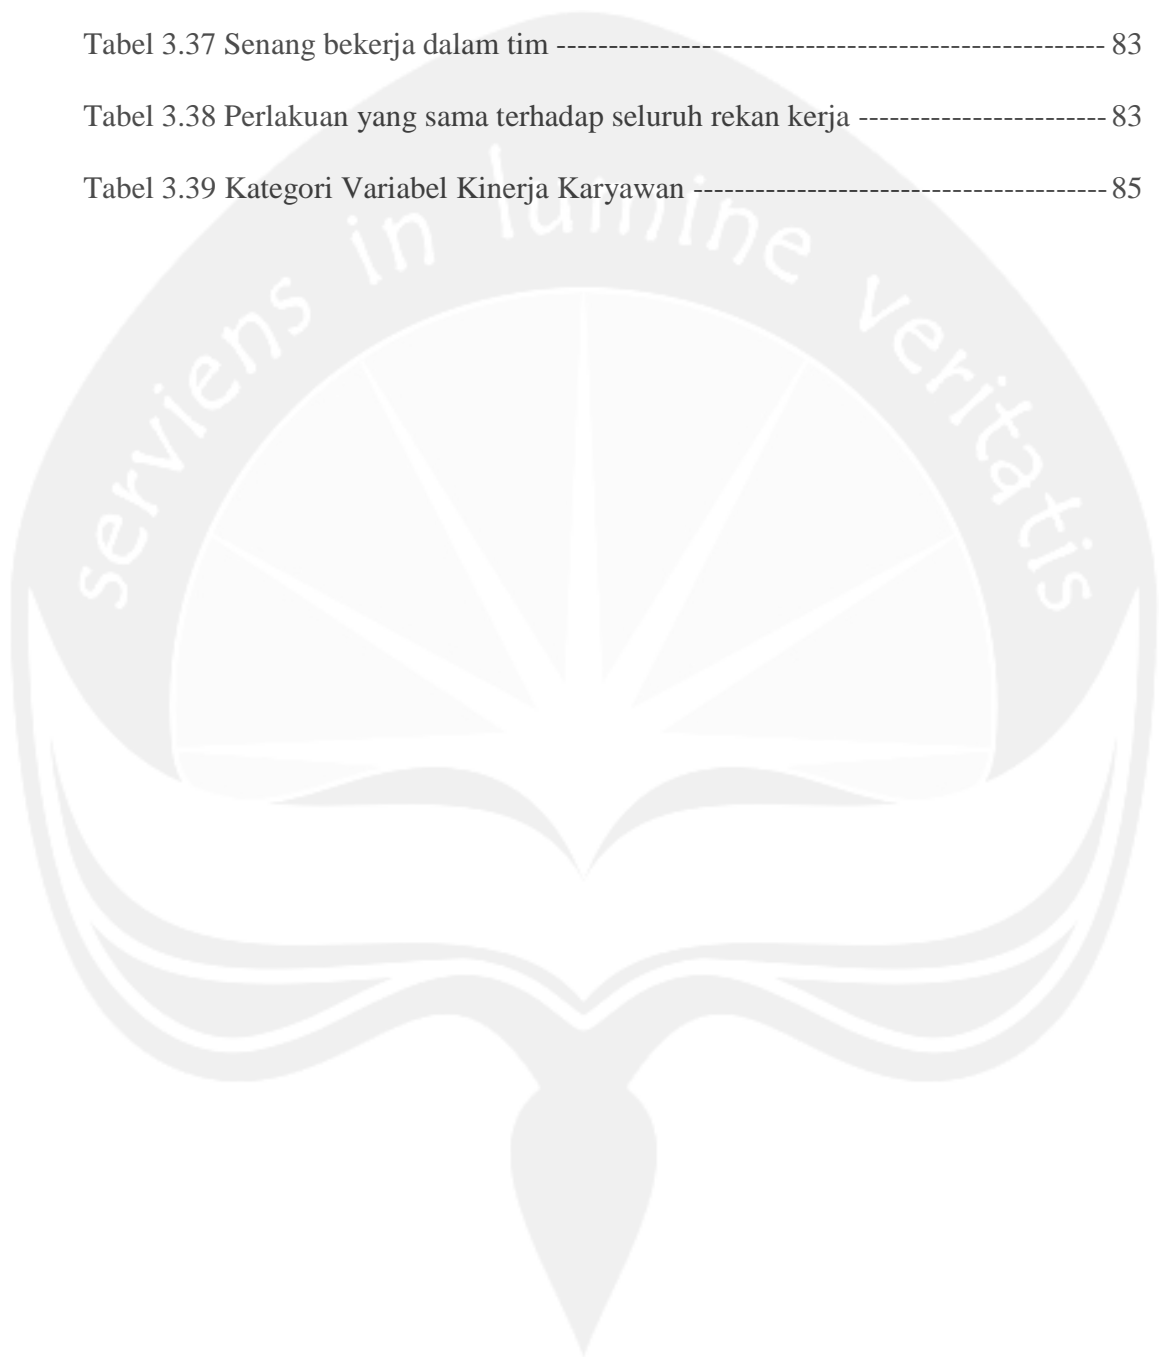 Tabel 3.37 Senang bekerja dalam tim ----------------------------------------------------- 83
Tabel 3.38 Perlakuan yang sama terhadap seluruh rekan kerja ------------------------ 83
Tabel 3.39 Kategori Variabel Kinerja Karyawan ---------------------------------------- 85
serviens in lumine veritatis